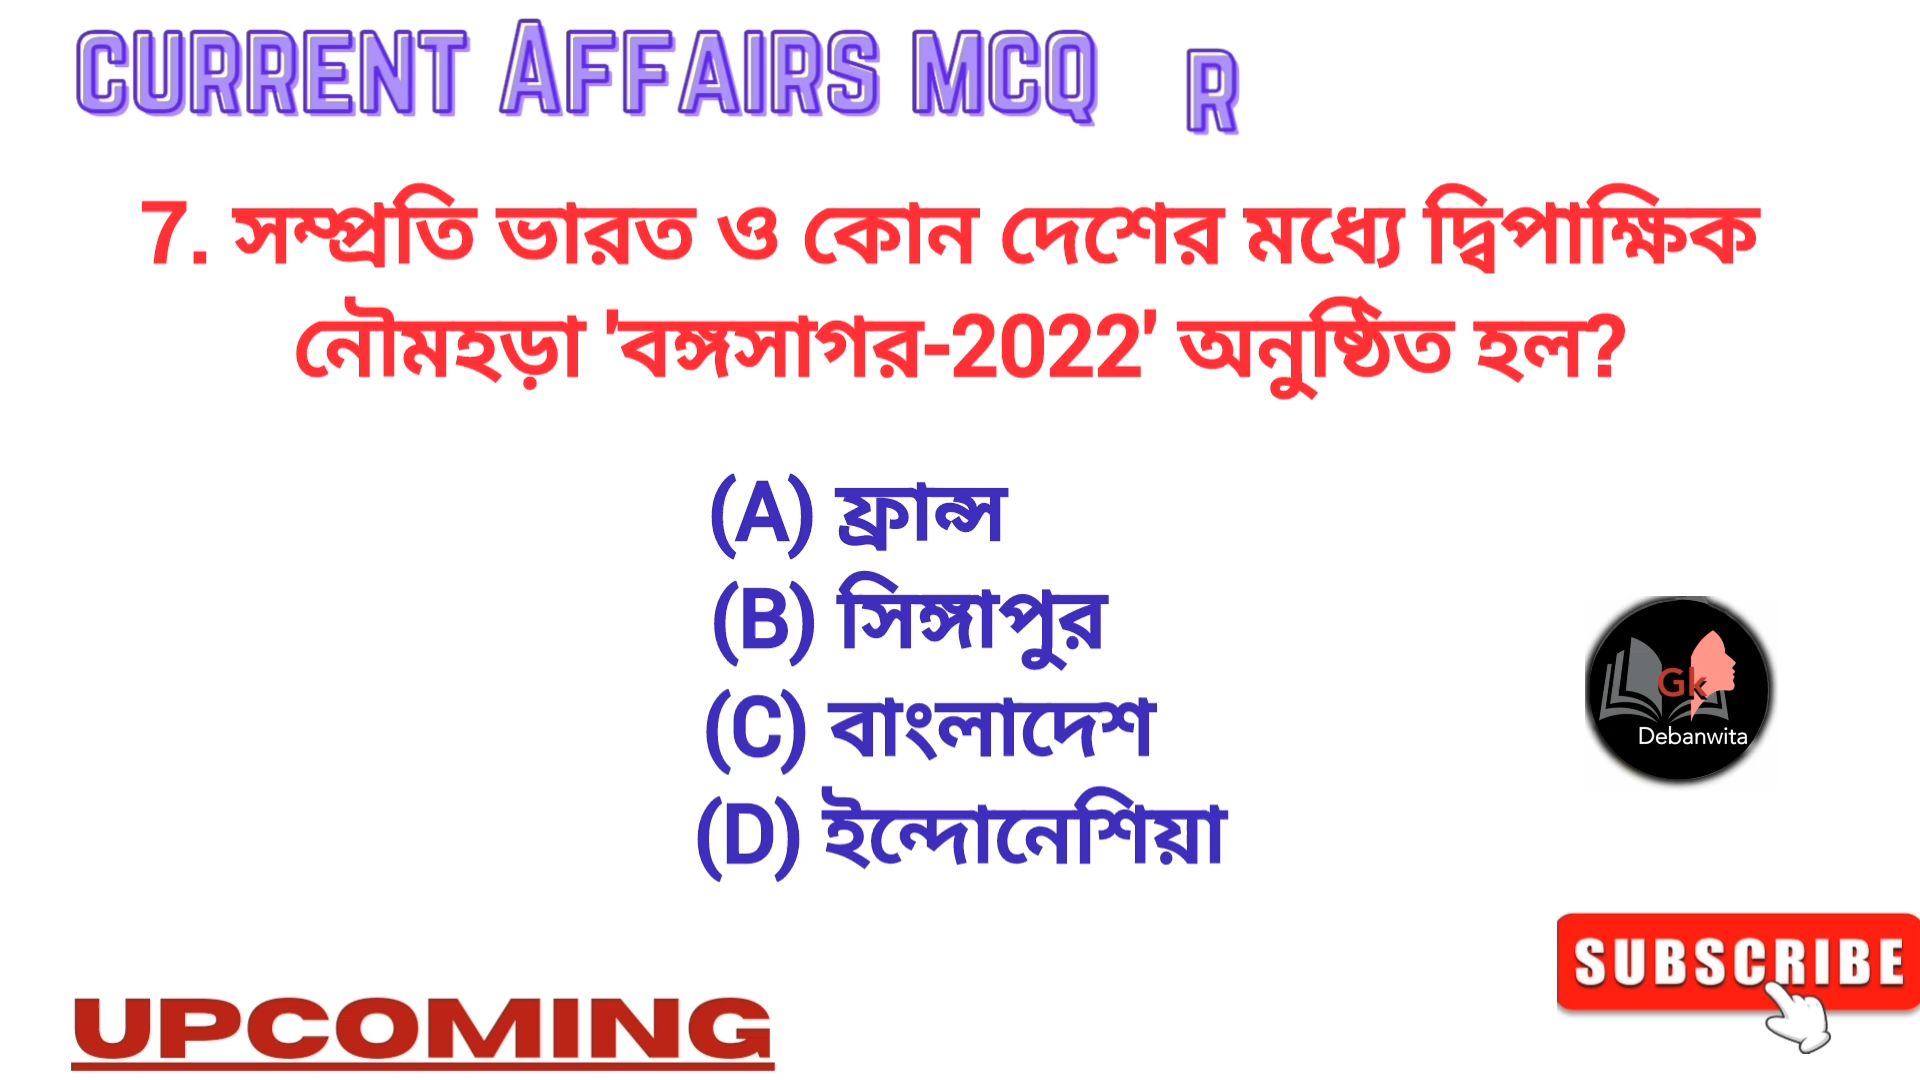 CURRENT AFFAIRS MCQ R
7. সম্প্রতি ভারত ও কোন দেশের মধ্যে দ্বিপাক্ষিক
নৌমহড়া 'বঙ্গসাগর-2022' অনুষ্ঠিত হল?
(A) ফ্রান্স
(B) সিঙ্গাপুর
(C) বাংলাদেশ
(D) ইন্দোনেশিয়া
Gk
Debanwita
SUBSCRIBE
UPCOMING